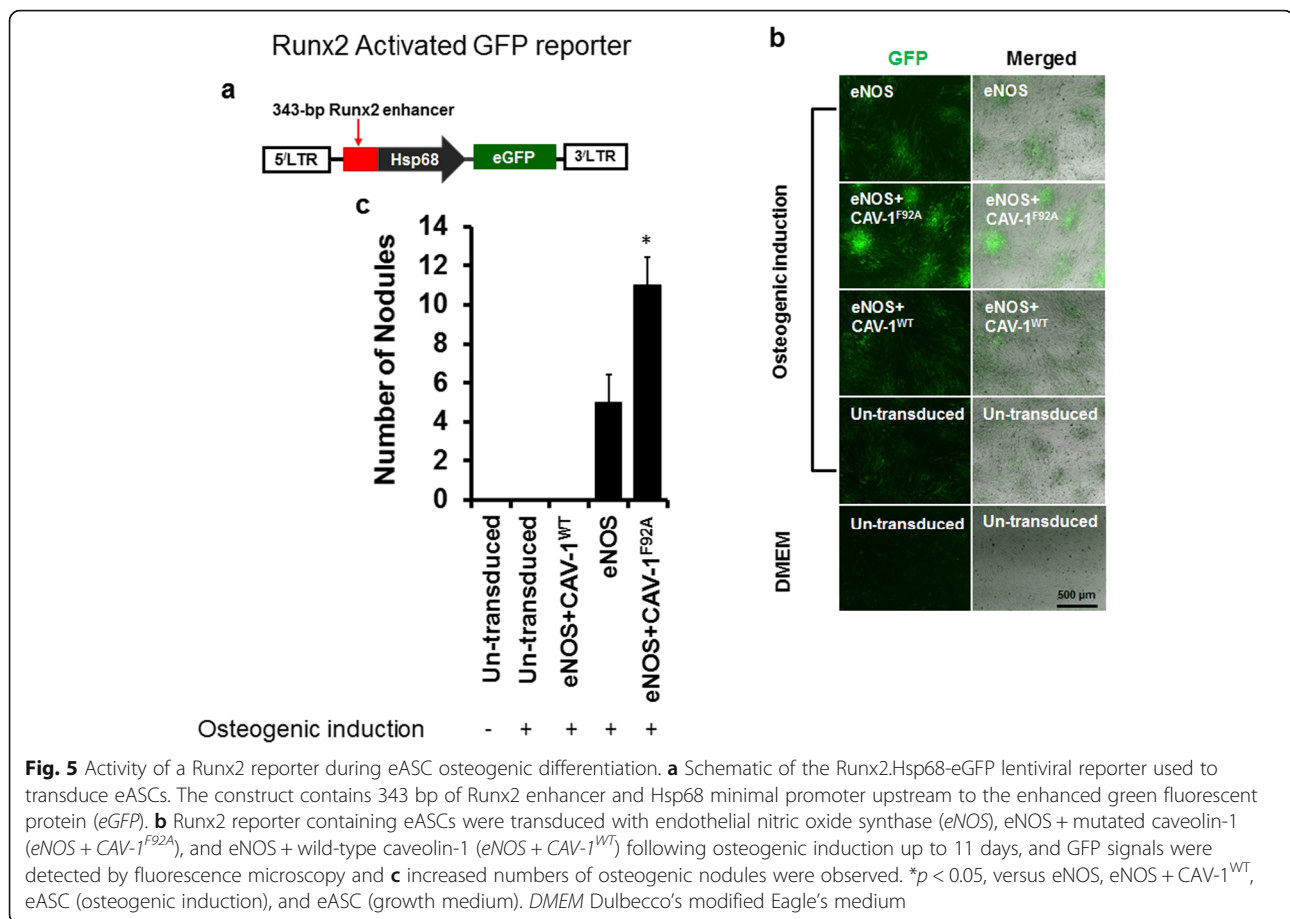 Runx2 Activated GFP reporter
a
343-bp Runx2 enhancer
5'LTR
Hsp68
eGFP
3'LTR
c
Number of Nodules
14
12
10
8
6
4
2
0
*
Un-transduced
Un-transduced
eNOS+CAV-1WT
eNOS
eNOS+CAV-1F92A
Osteogenic induction - + + + +
b
GFP Merged
Osteogenic induction
eNOS eNOS
eNOS+ eNOS+
CAV-1F92A CAV-1F92A
eNOS+ eNOS+
CAV-1WT CAV-1WT
Un-transduced Un-transduced
DMEM
Un-transduced Un-transduced
500 µm
Fig. 5 Activity of a Runx2 reporter during eASC osteogenic differentiation. a Schematic of the Runx2.Hsp68-eGFP lentiviral reporter used to
transduce eASCs. The construct contains 343 bp of Runx2 enhancer and Hsp68 minimal promoter upstream to the enhanced green fluorescent
protein (eGFP). b Runx2 reporter containing eASCs were transduced with endothelial nitric oxide synthase (eNOS), eNOS + mutated caveolin-1
(eNOS + CAV-1F92A), and eNOS + wild-type caveolin-1 (eNOS + CAV-1WT) following osteogenic induction up to 11 days, and GFP signals were
detected by fluorescence microscopy and c increased numbers of osteogenic nodules were observed. *p < 0.05, versus eNOS, eNOS + CAV-1WT,
eASC (osteogenic induction), and eASC (growth medium). DMEM Dulbecco's modified Eagle's medium